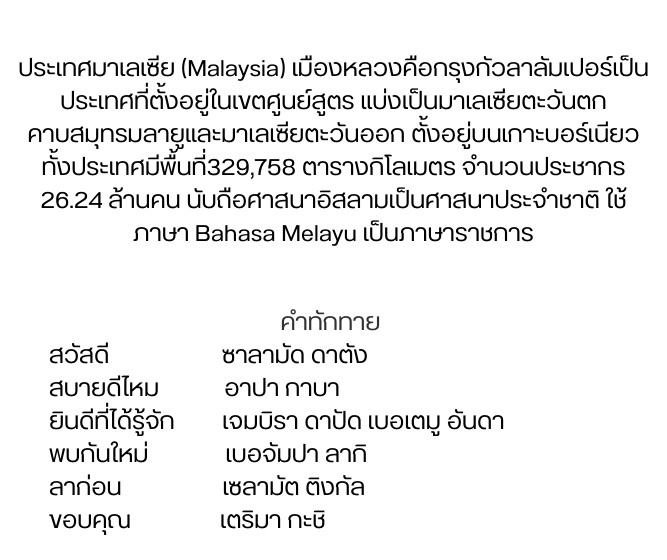 ประเทศมาเลเซีย (Malaysia) เมืองหลวงคือกรุงกัวลาลัมเปอร์เป็น
ประเทศที่ตั้งอยู่ในเขตศูนย์สูตร แบ่งเป็นมาเลเซียตะวันตก
คาบสมุทรมลายูและมาเลเซียตะวันออก ตั้งอยู่บนเกาะบอร์เนียว
ทั้งประเทศมีพื้นที่329,758 ตารางกิโลเมตร จำนวนประชากร
26.24 ล้านคน นับถือศาสนาอิสลามเป็นศาสนาประจำชาติ ใช้
ภาษา Bahasa Melayu เป็นภาษาราชการ
คำทักทาย
สวัสดี ซาลามัด ดาตัง
สบายดีไหม อาปา กาบา
ยินดีที่ได้รู้จัก เจมบิรา ดาปัด เบอเตมู อันดา
พบกันใหม่ เบอจัมปา ลากิ
ลาก่อน เซลามัต ติงกัล
ขอบคุณ เตริมา กะชิ